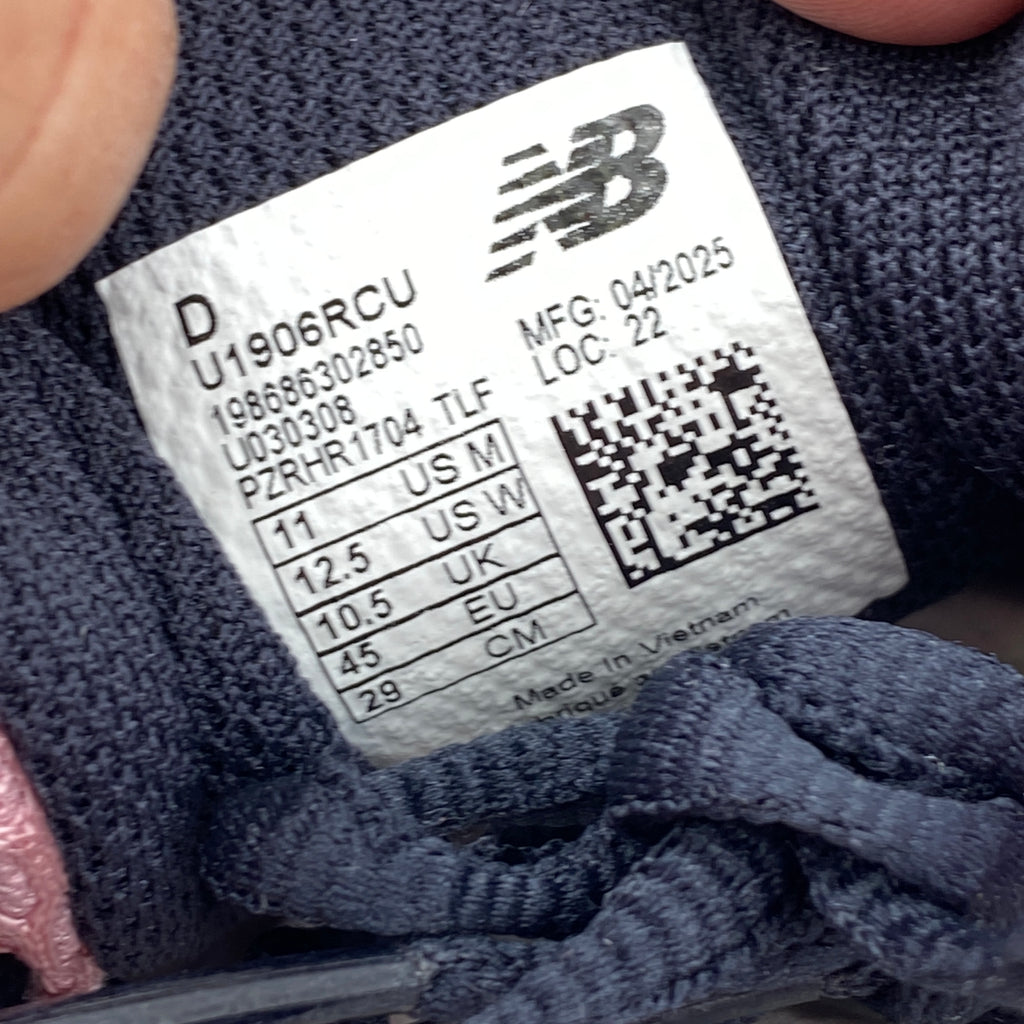 NB
D
U1906RCU
198686302850
U030308
PZRHR1704 TLF
MFG: 04/2025
LOC: 22
11 US M
12.5 US W
10.5 UK
45 EU
29 CM
Made in Vietnam